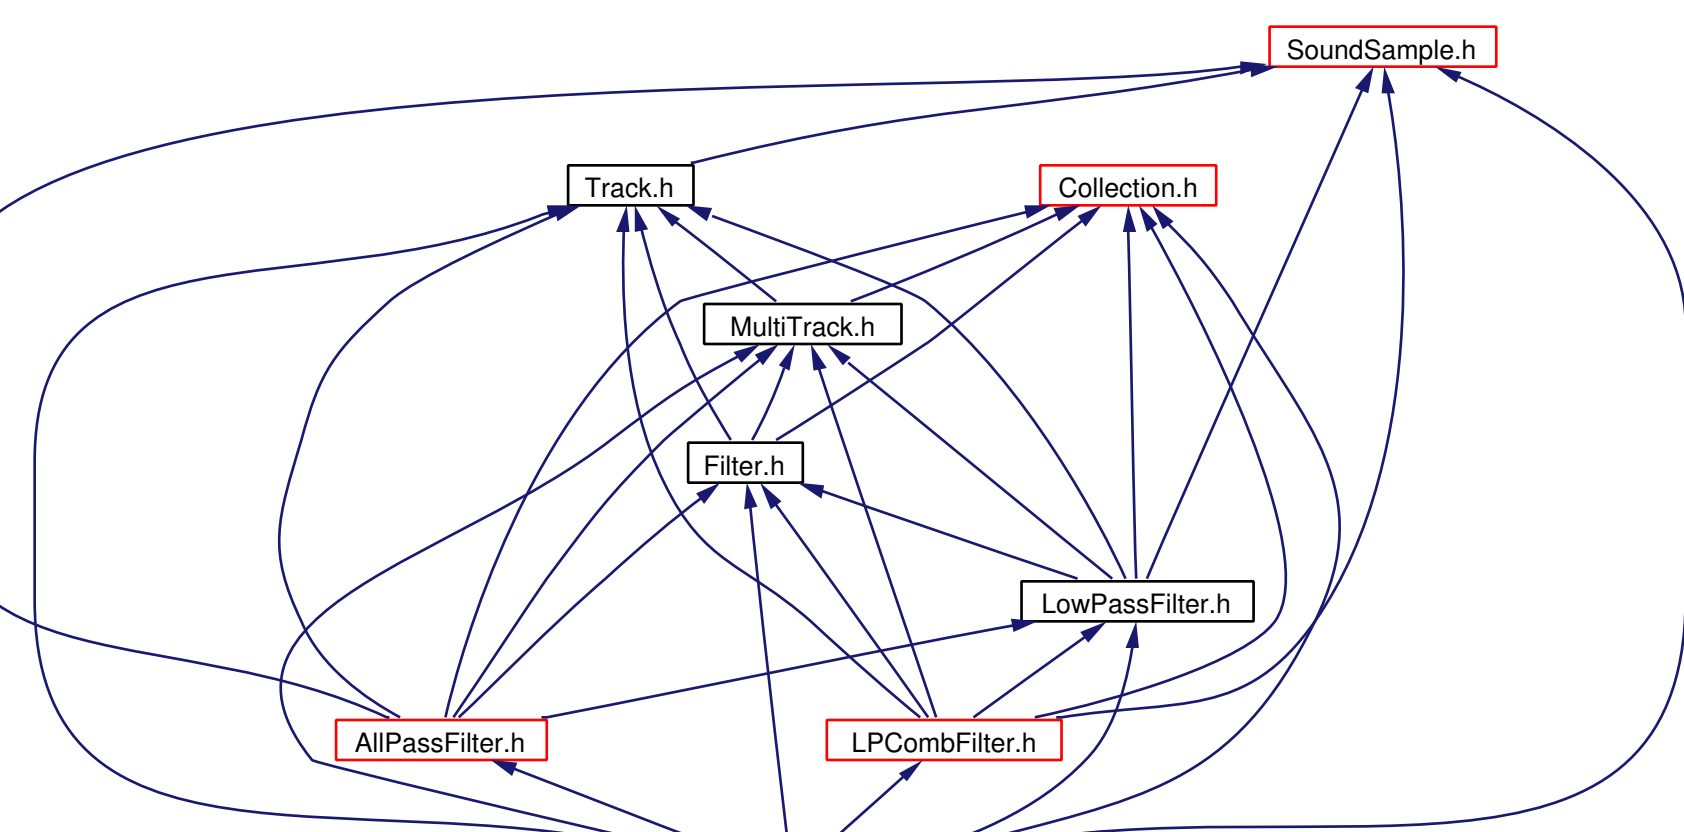 SoundSample.h
Track.h
Collection.h
MultiTrack.h
Filter.h
LowPassFilter.h
AllPassFilter.h
LPCombFilter.h